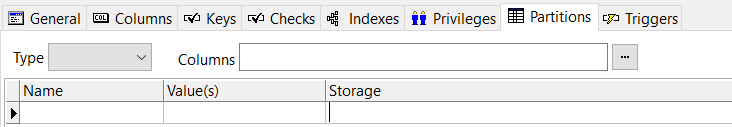 General Columns Keys Checks Indexes Privileges Partitions Triggers
Type Columns ...
Name Value(s) Storage